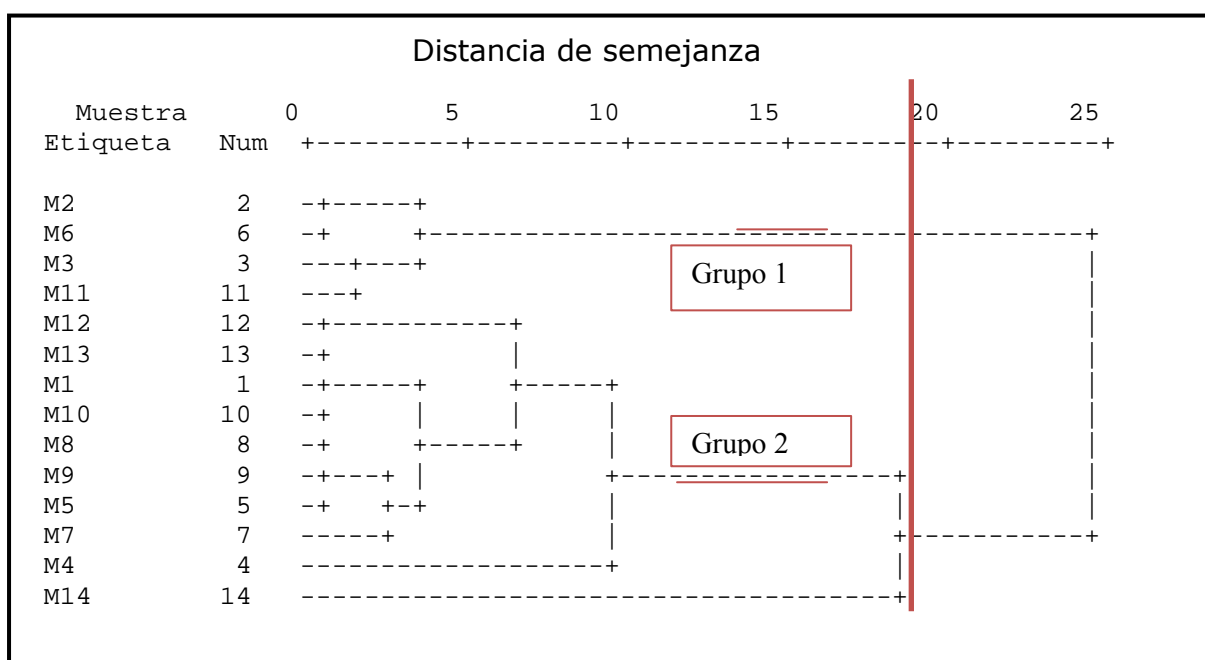 Distancia de semejanza
Muestra 0 5 10 15 20 25
Etiqueta Num +---------+---------+---------+---------+---------+
M2 2 -+-----+
M6 6 -+ +-----------------------------------------+
M3 3 ---+---+ |
Grupo 1
M11 11 ---+ |
M12 12 -+-----------+ |
M13 13 -+ | |
M1 1 -+-----+ +-----+ |
M10 10 -+ | | | |
M8 8 -+ +-----+ | |
Grupo 2
M9 9 -+---+ | +-----------------+ |
M5 5 -+ +-+ | | |
M7 7 -----+ | +-----------+
M4 4 -------------------+ |
M14 14 -------------------------------------+